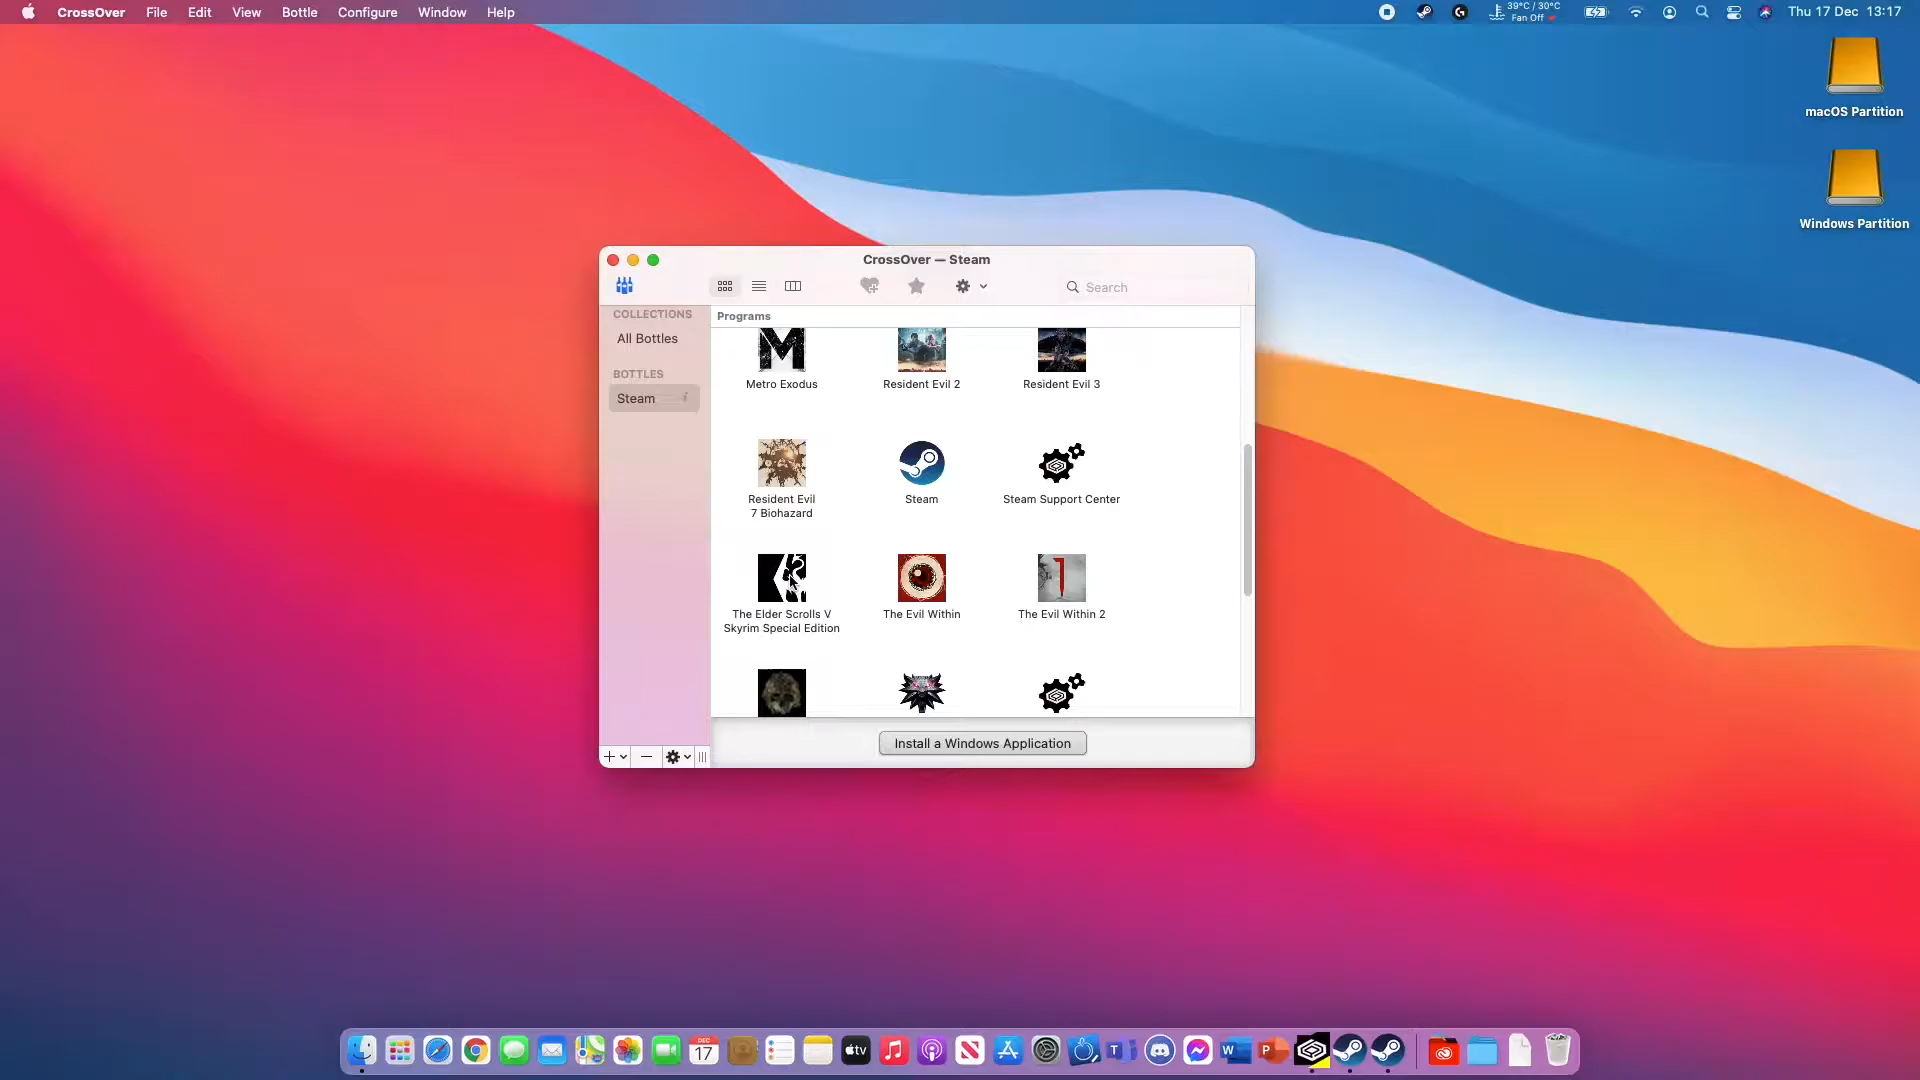 CrossOver File Edit View Bottle Configure Window Help
39°C / 30°C
Fan Off
Thu 17 Dec 13:17
macOS Partition
Windows Partition
CrossOver — Steam
Search
COLLECTIONS
All Bottles
BOTTLES
Steam
Programs
Metro Exodus
Resident Evil 2
Resident Evil 3
Resident Evil
7 Biohazard
Steam
Steam Support Center
The Elder Scrolls V
Skyrim Special Edition
The Evil Within
The Evil Within 2
Install a Windows Application
DEC
17
tv
T
W
P